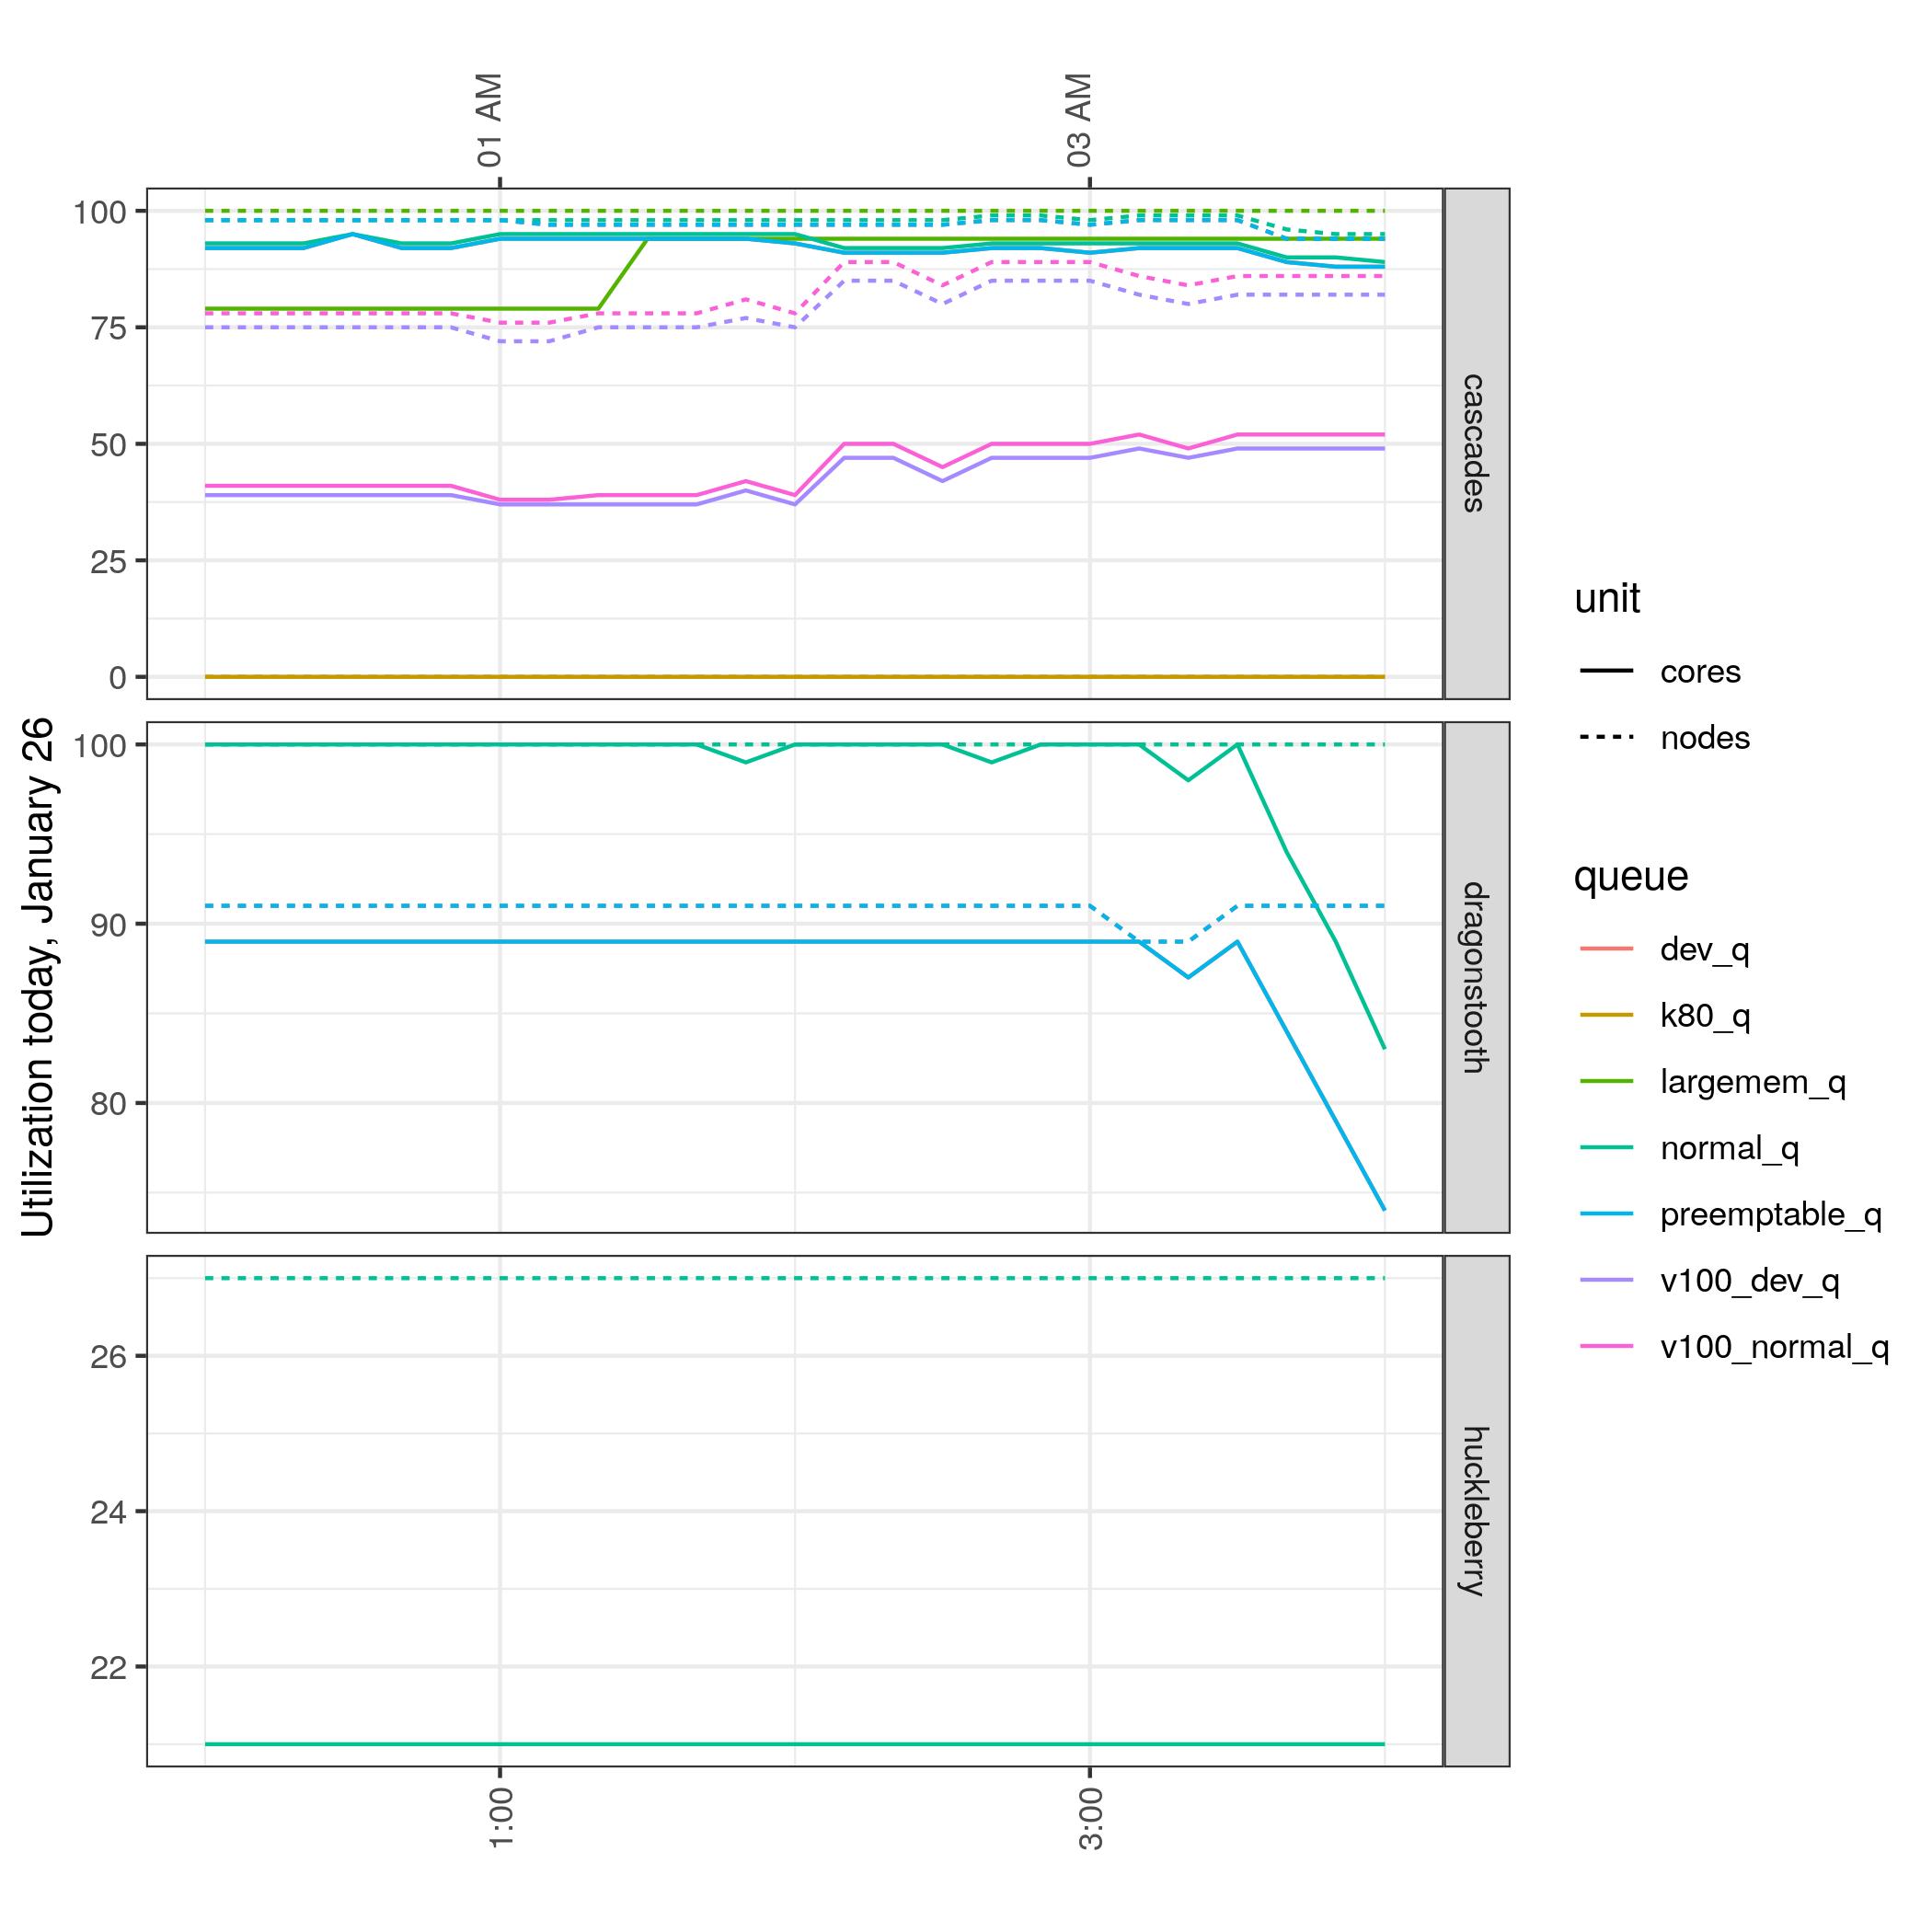 01 AM
03 AM
Utilization today, January 26
100
75
50
25
0
cascades
100
90
80
dragonstooth
26
24
22
huckleberry
1:00
3:00
unit
cores
nodes
queue
dev_q
k80_q
largemem_q
normal_q
preemptable_q
v100_dev_q
v100_normal_q